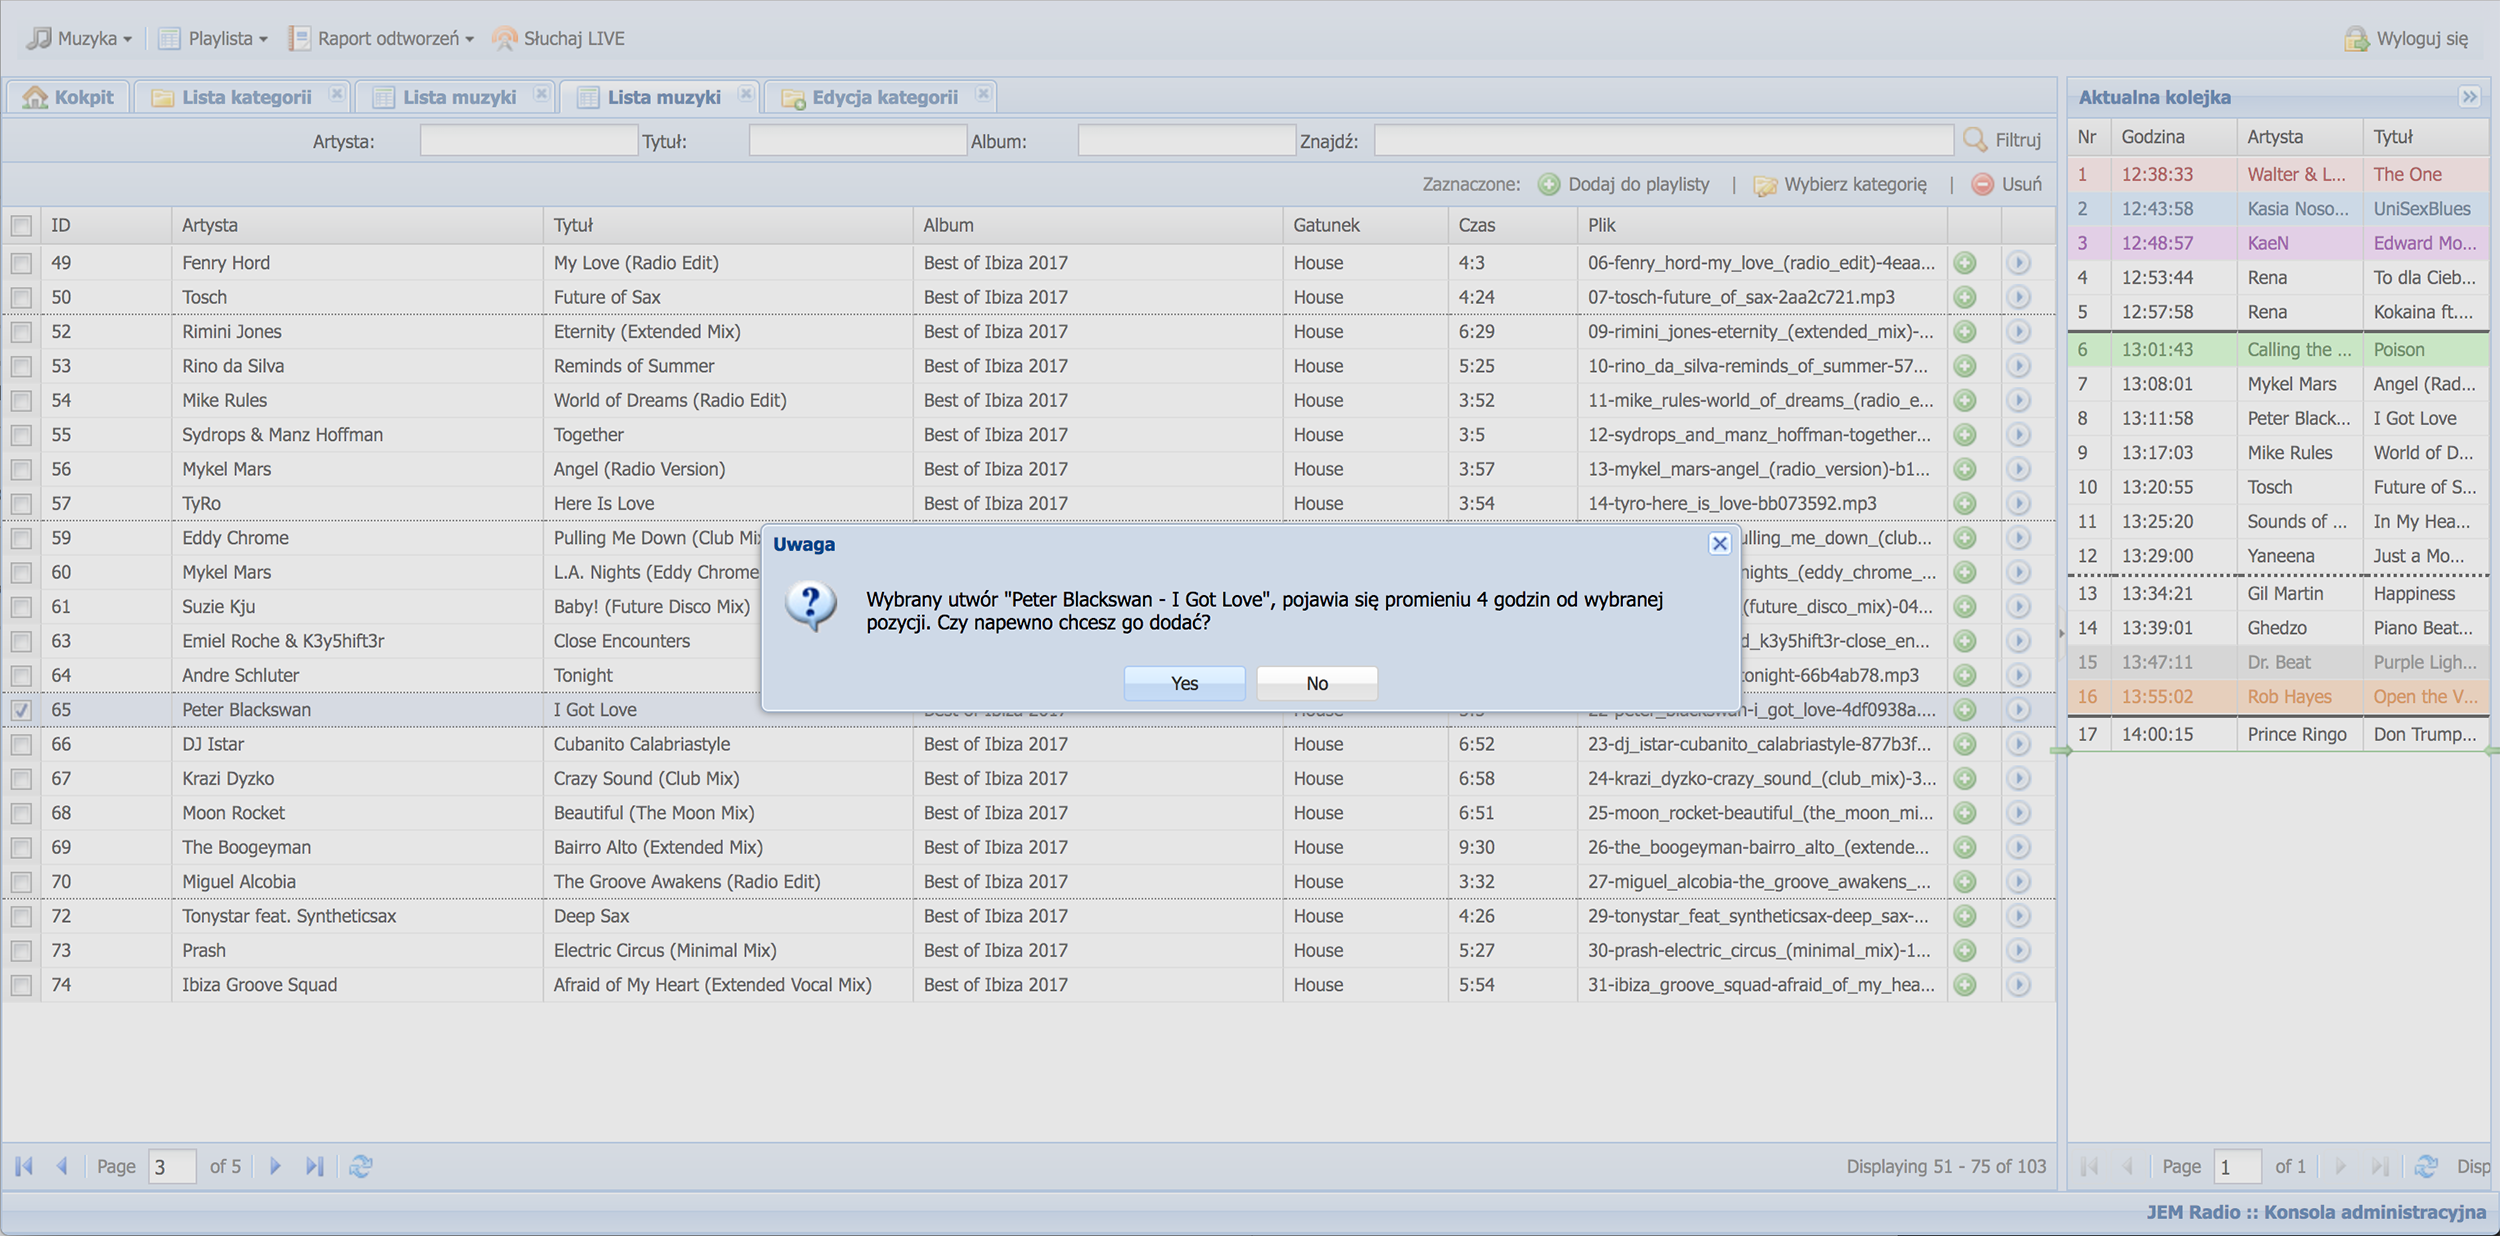 Muzyka Playlista Raport odtworzeń Słuchaj LIVE Wyloguj się
Kokpit Lista kategorii Lista muzyki Lista muzyki Edycja kategorii
Artysta: Tytuł: Album: Znajdź: Filtruj
Zaznaczone: Dodaj do playlisty | Wybierz kategorię | Usuń
ID Artysta Tytuł Album Gatunek Czas Plik
49 Fenry Hord My Love (Radio Edit) Best of Ibiza 2017 House 4:3 06-fenry_hord-my_love_(radio_edit)-4eaa...
50 Tosch Future of Sax Best of Ibiza 2017 House 4:24 07-tosch-future_of_sax-2aa2c721.mp3
52 Rimini Jones Eternity (Extended Mix) Best of Ibiza 2017 House 6:29 09-rimini_jones-eternity_(extended_mix)-...
53 Rino da Silva Reminds of Summer Best of Ibiza 2017 House 5:25 10-rino_da_silva-reminds_of_summer-57...
54 Mike Rules World of Dreams (Radio Edit) Best of Ibiza 2017 House 3:52 11-mike_rules-world_of_dreams_(radio_e...
55 Sydrops & Manz Hoffman Together Best of Ibiza 2017 House 3:5 12-sydrops_and_manz_hoffman-together...
56 Mykel Mars Angel (Radio Version) Best of Ibiza 2017 House 3:57 13-mykel_mars-angel_(radio_version)-b1...
57 TyRo Here Is Love Best of Ibiza 2017 House 3:54 14-tyro-here_is_love-bb073592.mp3
59 Eddy Chrome Pulling Me Down (Club Mix ulling_me_down_(club...
60 Mykel Mars L.A. Nights (Eddy Chrome nights_(eddy_chrome_...
61 Suzie Kju Baby! (Future Disco Mix) (future_disco_mix)-04...
63 Emiel Roche & K3y5hift3r Close Encounters d_k3y5hift3r-close_en...
64 Andre Schluter Tonight tonight-66b4ab78.mp3
65 Peter Blackswan I Got Love Best of Ibiza 2017 House 22-peter_blackswan-i_got_love-4df0938a....
66 DJ Istar Cubanito Calabriastyle Best of Ibiza 2017 House 6:52 23-dj_istar-cubanito_calabriastyle-877b3f...
67 Krazi Dyzko Crazy Sound (Club Mix) Best of Ibiza 2017 House 6:58 24-krazi_dyzko-crazy_sound_(club_mix)-3...
68 Moon Rocket Beautiful (The Moon Mix) Best of Ibiza 2017 House 6:51 25-moon_rocket-beautiful_(the_moon_mi...
69 The Boogeyman Bairro Alto (Extended Mix) Best of Ibiza 2017 House 9:30 26-the_boogeyman-bairro_alto_(extende...
70 Miguel Alcobia The Groove Awakens (Radio Edit) Best of Ibiza 2017 House 3:32 27-miguel_alcobia-the_groove_awakens_...
72 Tonystar feat. Syntheticsax Deep Sax Best of Ibiza 2017 House 4:26 29-tonystar_feat_syntheticsax-deep_sax-...
73 Prash Electric Circus (Minimal Mix) Best of Ibiza 2017 House 5:27 30-prash-electric_circus_(minimal_mix)-1...
74 Ibiza Groove Squad Afraid of My Heart (Extended Vocal Mix) Best of Ibiza 2017 House 5:54 31-ibiza_groove_squad-afraid_of_my_hea...
Page 3 of 5 Displaying 51 - 75 of 103
Uwaga
Wybrany utwór "Peter Blackswan - I Got Love", pojawia się promieniu 4 godzin od wybranej
pozycji. Czy napewno chcesz go dodać?
Yes No
Aktualna kolejka
Nr Godzina Artysta Tytuł
1 12:38:33 Walter & L... The One
2 12:43:58 Kasia Noso... UniSexBlues
3 12:48:57 KaeN Edward Mo...
4 12:53:44 Rena To dla Cieb...
5 12:57:58 Rena Kokaina ft....
6 13:01:43 Calling the ... Poison
7 13:08:01 Mykel Mars Angel (Rad...
8 13:11:58 Peter Black... I Got Love
9 13:17:03 Mike Rules World of D...
10 13:20:55 Tosch Future of S...
11 13:25:20 Sounds of ... In My Hea...
12 13:29:00 Yaneena Just a Mo...
13 13:34:21 Gil Martin Happiness
14 13:39:01 Ghedzo Piano Beat...
15 13:47:11 Dr. Beat Purple Ligh...
16 13:55:02 Rob Hayes Open the V...
17 14:00:15 Prince Ringo Don Trump...
Page 1 of 1 Disp
JEM Radio :: Konsola administracyjna